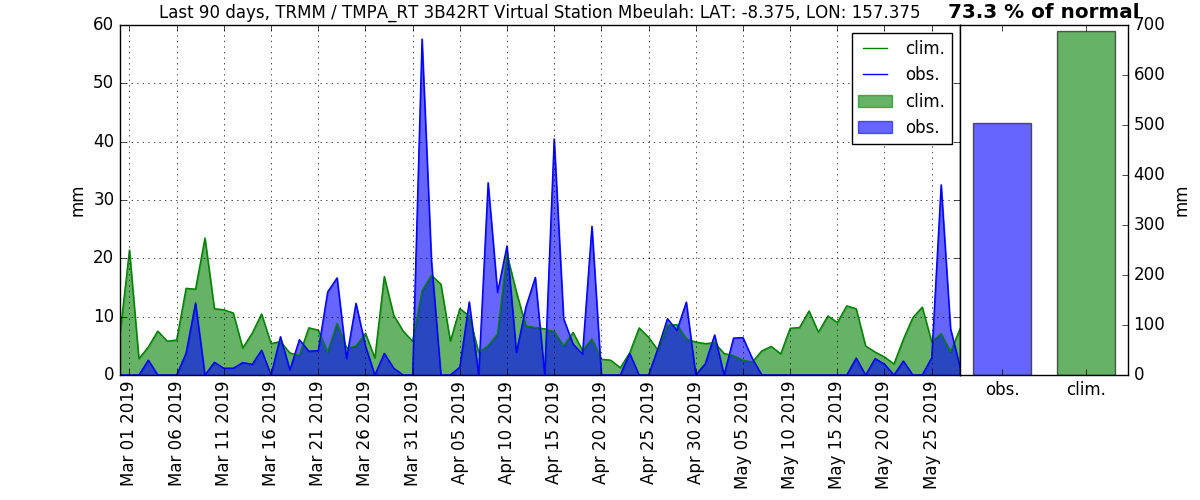 Last 90 days, TRMM / TMPA_RT 3B42RT Virtual Station Mbeulah: LAT: -8.375, LON: 157.375
73.3 % of normal
60
50
40
30
20
10
0
mm
clim.
obs.
clim.
obs.
Mar 01 2019
Mar 06 2019
Mar 11 2019
Mar 16 2019
Mar 21 2019
Mar 26 2019
Mar 31 2019
Apr 05 2019
Apr 10 2019
Apr 15 2019
Apr 20 2019
Apr 25 2019
Apr 30 2019
May 05 2019
May 10 2019
May 15 2019
May 20 2019
May 25 2019
700
600
500
400
300
200
100
0
mm
obs.
clim.